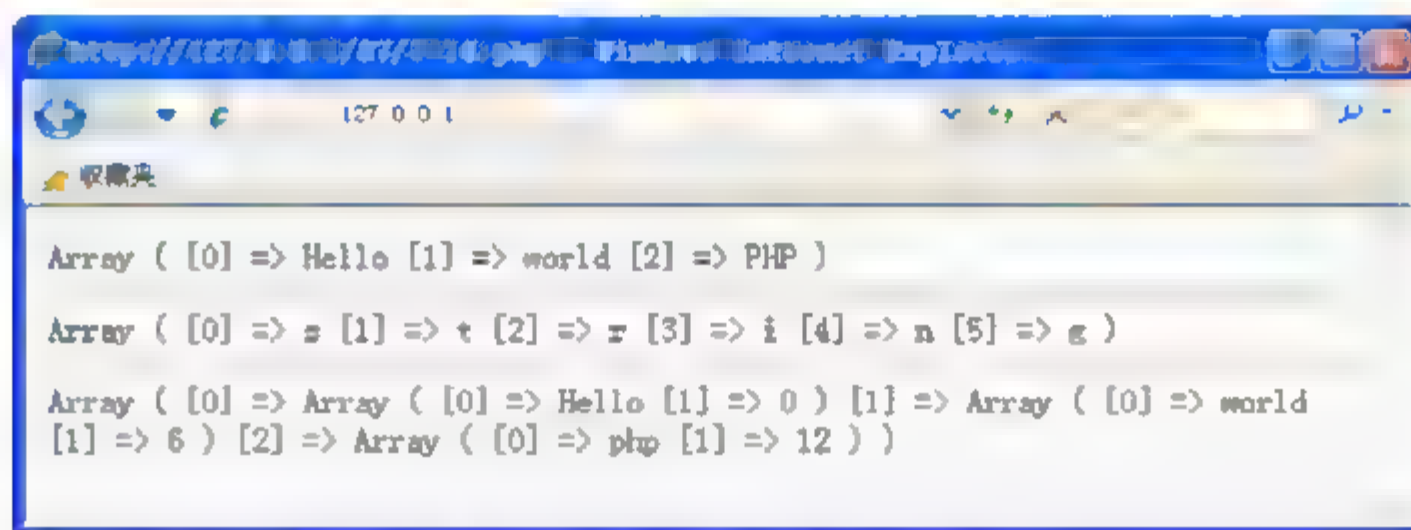 127 0 0 1
收藏夹
Array ( [0] => Hello [1] => world [2] => PHP )
Array ( [0] => s [1] => t [2] => r [3] => i [4] => n [5] => g )
Array ( [0] => Array ( [0] => Hello [1] => 0 ) [1] => Array ( [0] => world
[1] => 6 ) [2] => Array ( [0] => php [1] => 12 ) )